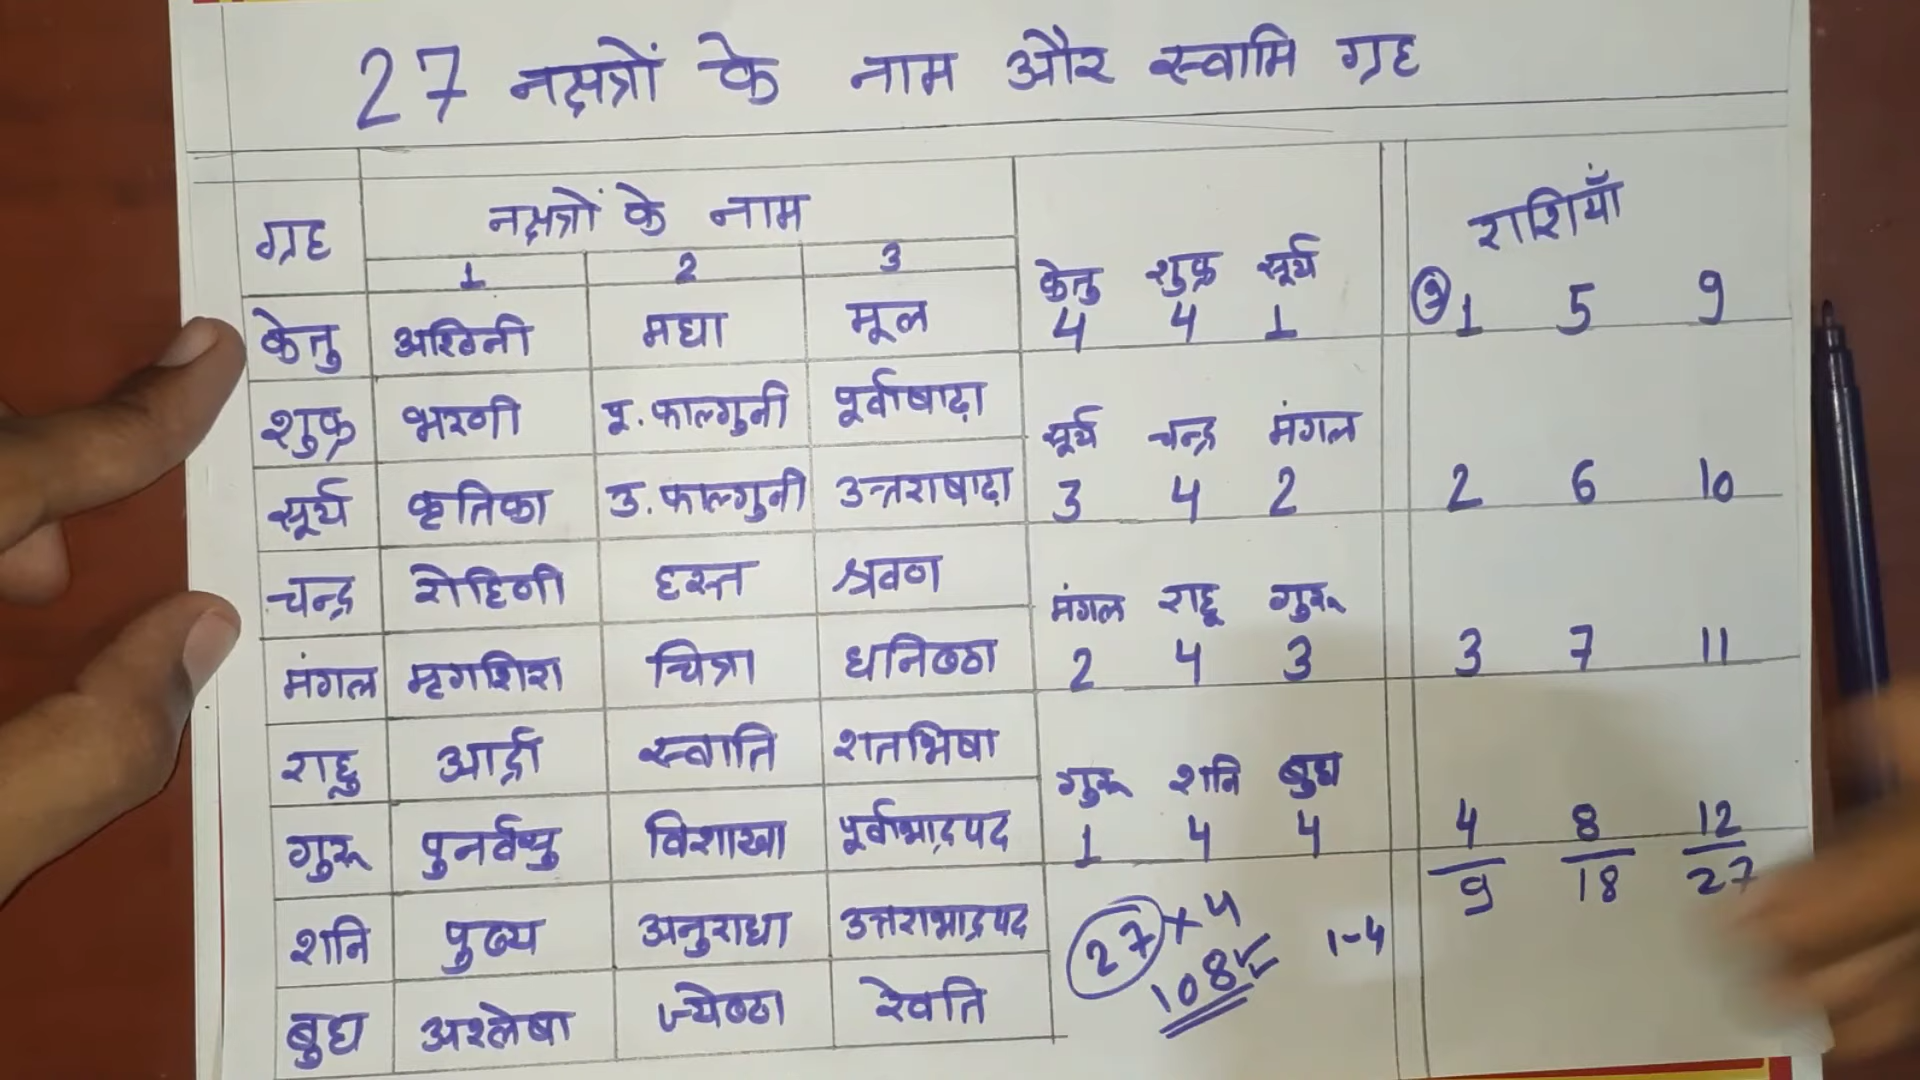 27 नक्षत्रों के नाम और स्वामि ग्रह
ग्रह नक्षत्रों के नाम
1 2 3
केतु अश्विनी मघा मूल
शुक्र भरणी पू. फाल्गुनी पूर्वाषाढ़ा
सूर्य कृतिका उ. फाल्गुनी उत्तराषाढ़ा
चन्द्र रोहिणी हस्त श्रवण
मंगल मृगशिरा चित्रा धनिष्ठा
राहु आर्द्रा स्वाति शतभिषा
गुरू पुनर्वसु विशाखा पूर्वाभाद्रपद
शनि पुष्य अनुराधा उत्तराभाद्रपद
बुध अश्लेषा ज्येष्ठा रेवति
केतु शुक्र सूर्य
4 4 1
सूर्य चन्द्र मंगल
3 4 2
मंगल राहू गुरू
2 4 3
गुरू शनि बुध
1 4 4
27 × 4
108
1-4
राशियाँ
1 5 9
2 6 10
3 7 11
4 8 12
9 18 27